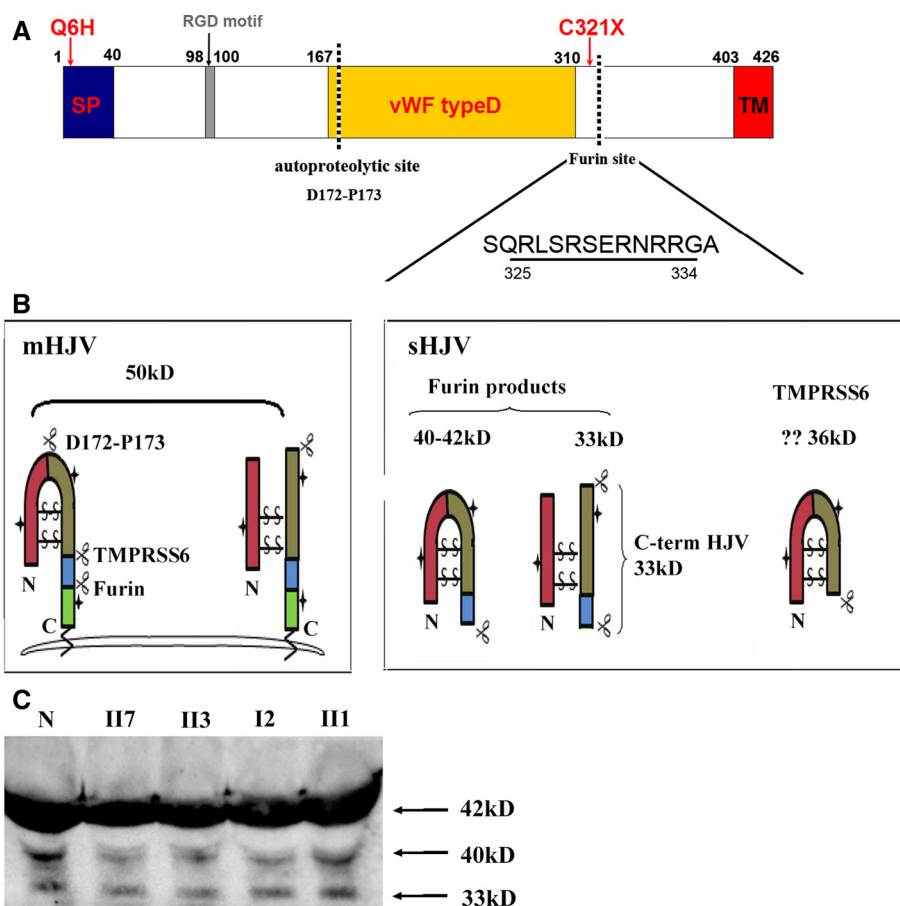 A
Q6H
RGD motif
C321X
1 40 98 100 167 310 403 426
SP
vWF typeD
TM
autoproteolytic site
D172-P173
Furin site
SQRLSRSERNRRGA
325 334
B
mHJV
50kD
D172-P173
TMPRSS6
Furin
N
C
N
C
sHJV
Furin products
TMPRSS6
40-42kD
33kD
?? 36kD
C-term HJV
33kD
N
N
N
C
N II7 II3 I2 II1
42kD
40kD
33kD